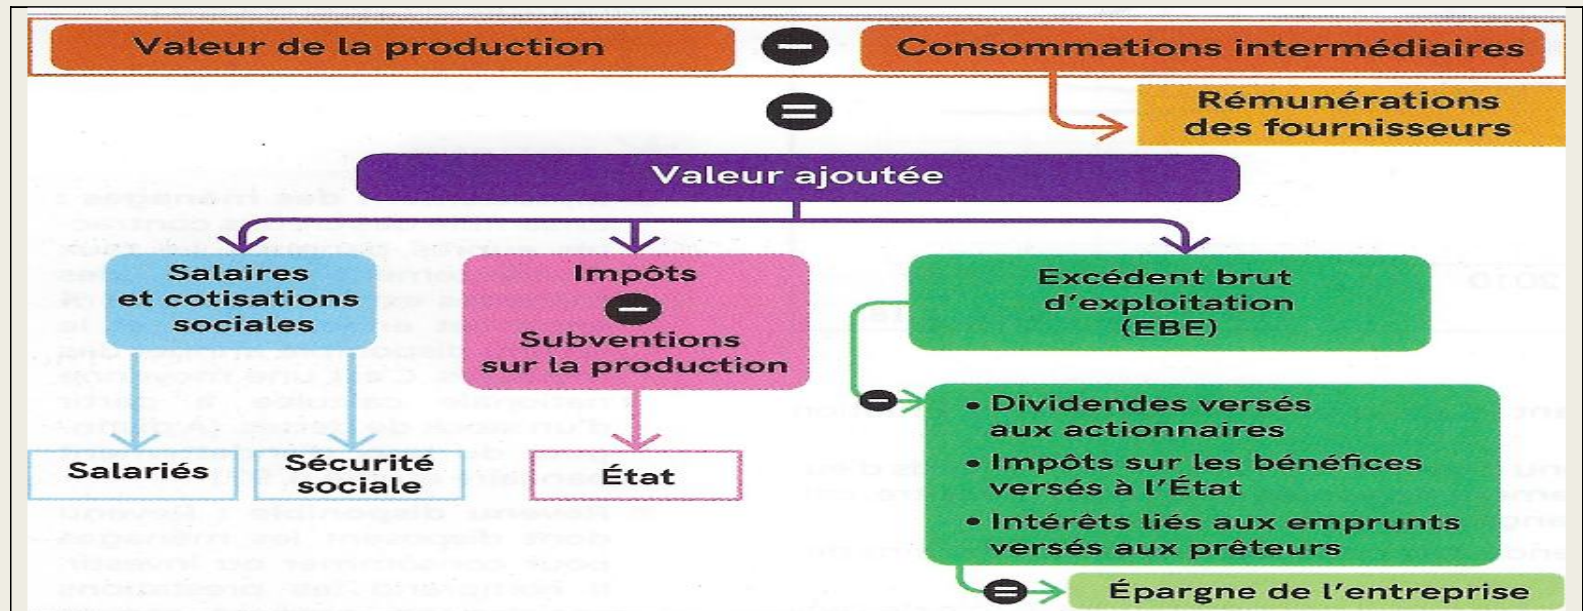 Valeur de la production
−
Consommations intermédiaires
=
Rémunérations
des fournisseurs
Valeur ajoutée
Salaires
et cotisations
sociales
Impôts
−
Subventions
sur la production
Excédent brut
d'exploitation
(EBE)
−
• Dividendes versés
aux actionnaires
• Impôts sur les bénéfices
versés à l'État
• Intérêts liés aux emprunts
versés aux prêteurs
Salariés
Sécurité
sociale
État
=
Épargne de l'entreprise